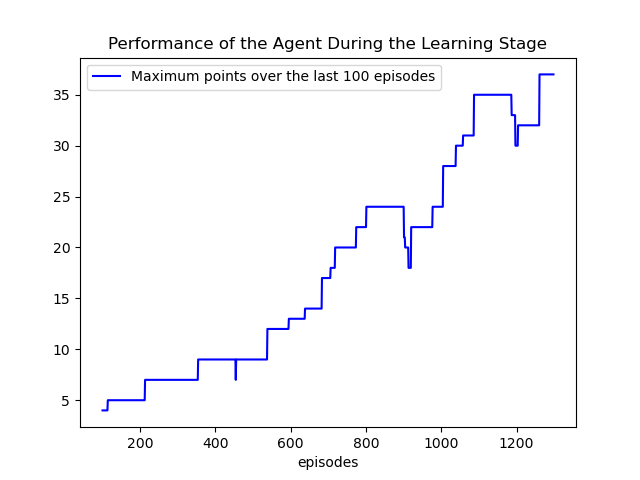 Performance of the Agent During the Learning Stage
Maximum points over the last 100 episodes
35
30
25
20
15
10
5
200 400 600 800 1000 1200
episodes